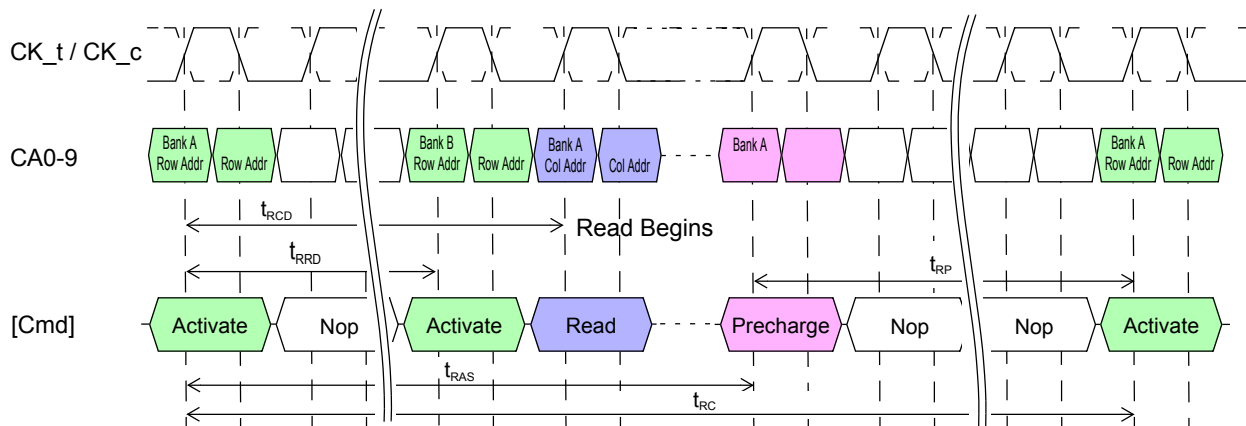 CK_t / CK_c
CA0-9
Bank A
Row Addr
Row Addr
Bank B
Row Addr
Row Addr
Bank A
Col Addr
Col Addr
Bank A
Bank A
Row Addr
Row Addr
tRCD
Read Begins
tRRD
tRP
[Cmd]
Activate
Nop
Activate
Read
Precharge
Nop
Nop
Activate
tRAS
tRC